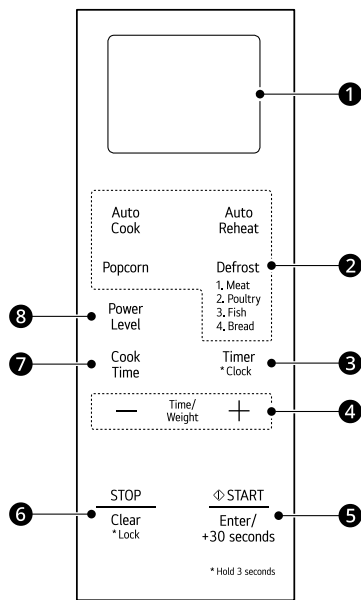 1
Auto
Cook
Auto
Reheat
Popcorn
Defrost
1. Meat
2. Poultry
3. Fish
4. Bread
2
8
Power
Level
7
Cook
Time
Timer
*Clock
3
Time/
Weight
4
6
STOP
Clear
*Lock
START
Enter/
+30 seconds
5
* Hold 3 seconds